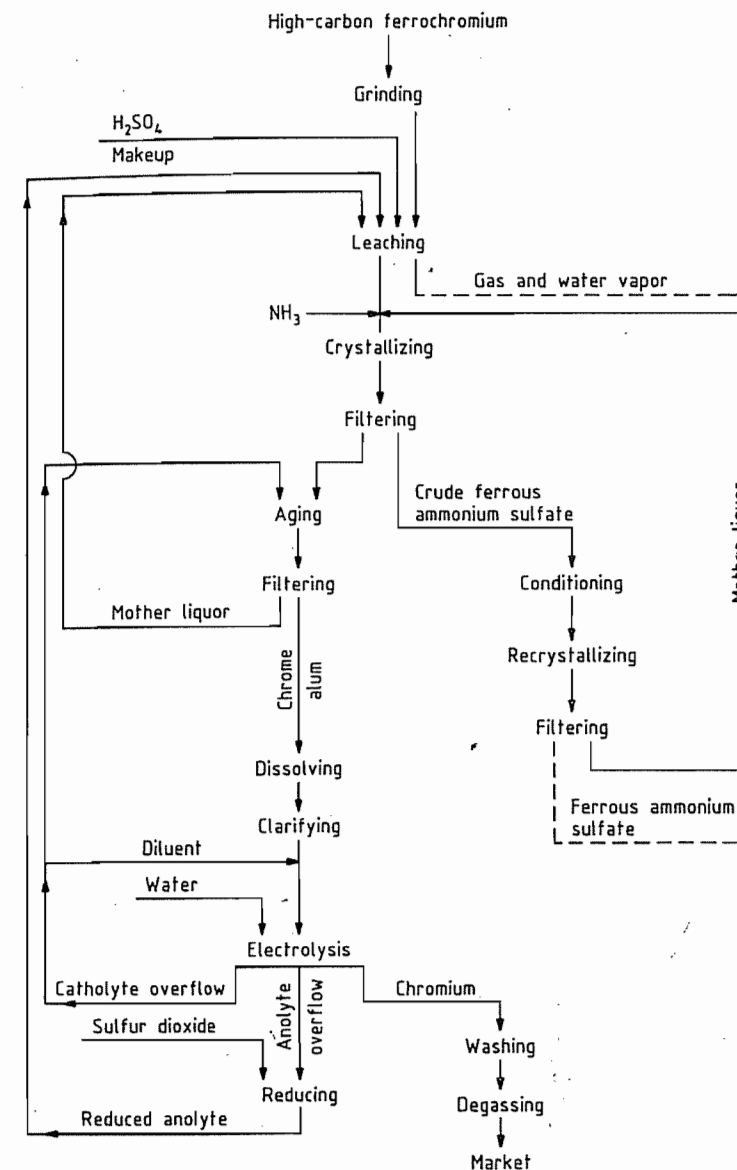 High-carbon ferrochromium
Grinding
H₂SO₄
Makeup
Leaching
Gas and water vapor
NH₃
Crystallizing
Filtering
Crude ferrous
ammonium sulfate
Aging
Conditioning
Filtering
Mother liquor
Recrystallizing
Chrome
alum
Filtering
Dissolving
Ferrous ammonium
sulfate
Clarifying
Diluent
Water
Electrolysis
Catholyte overflow
Anolyte
overflow
Chromium
Sulfur dioxide
Washing
Reducing
Degassing
Reduced anolyte
Market